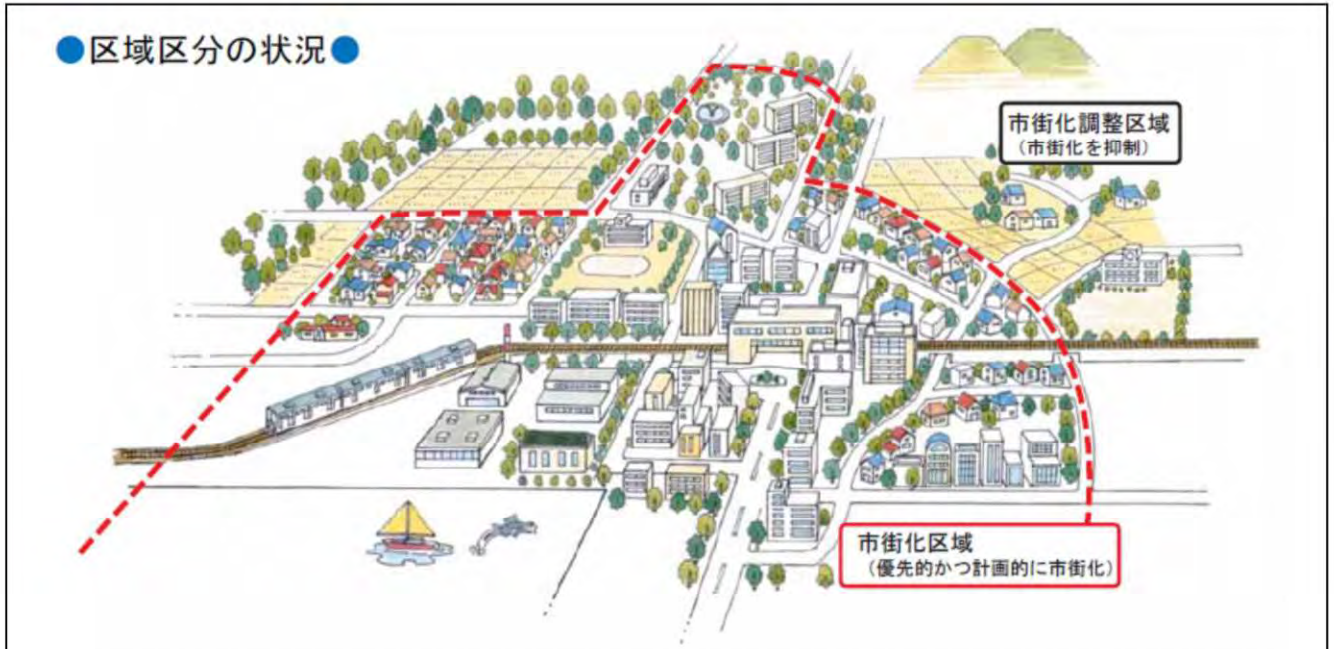 ●区域区分の状況●
市街化調整区域
（市街化を抑制）
市街化区域
（優先的かつ計画的に市街化）